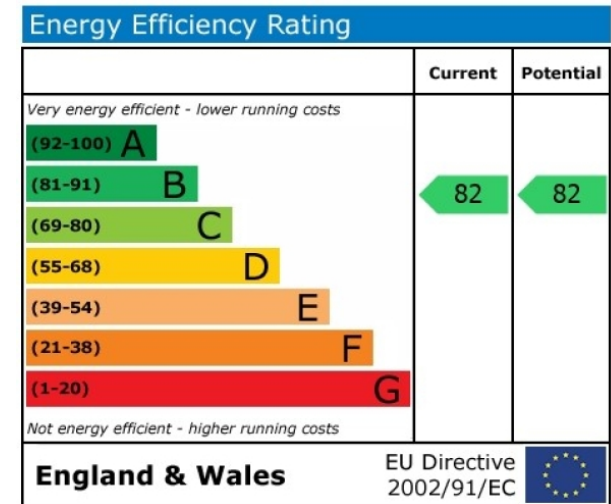 Energy Efficiency Rating
Current Potential
Very energy efficient - lower running costs
(92-100) A
(81-91) B
82 82
(69-80) C
(55-68) D
(39-54) E
(21-38) F
(1-20) G
Not energy efficient - higher running costs
England & Wales
EU Directive
2002/91/EC